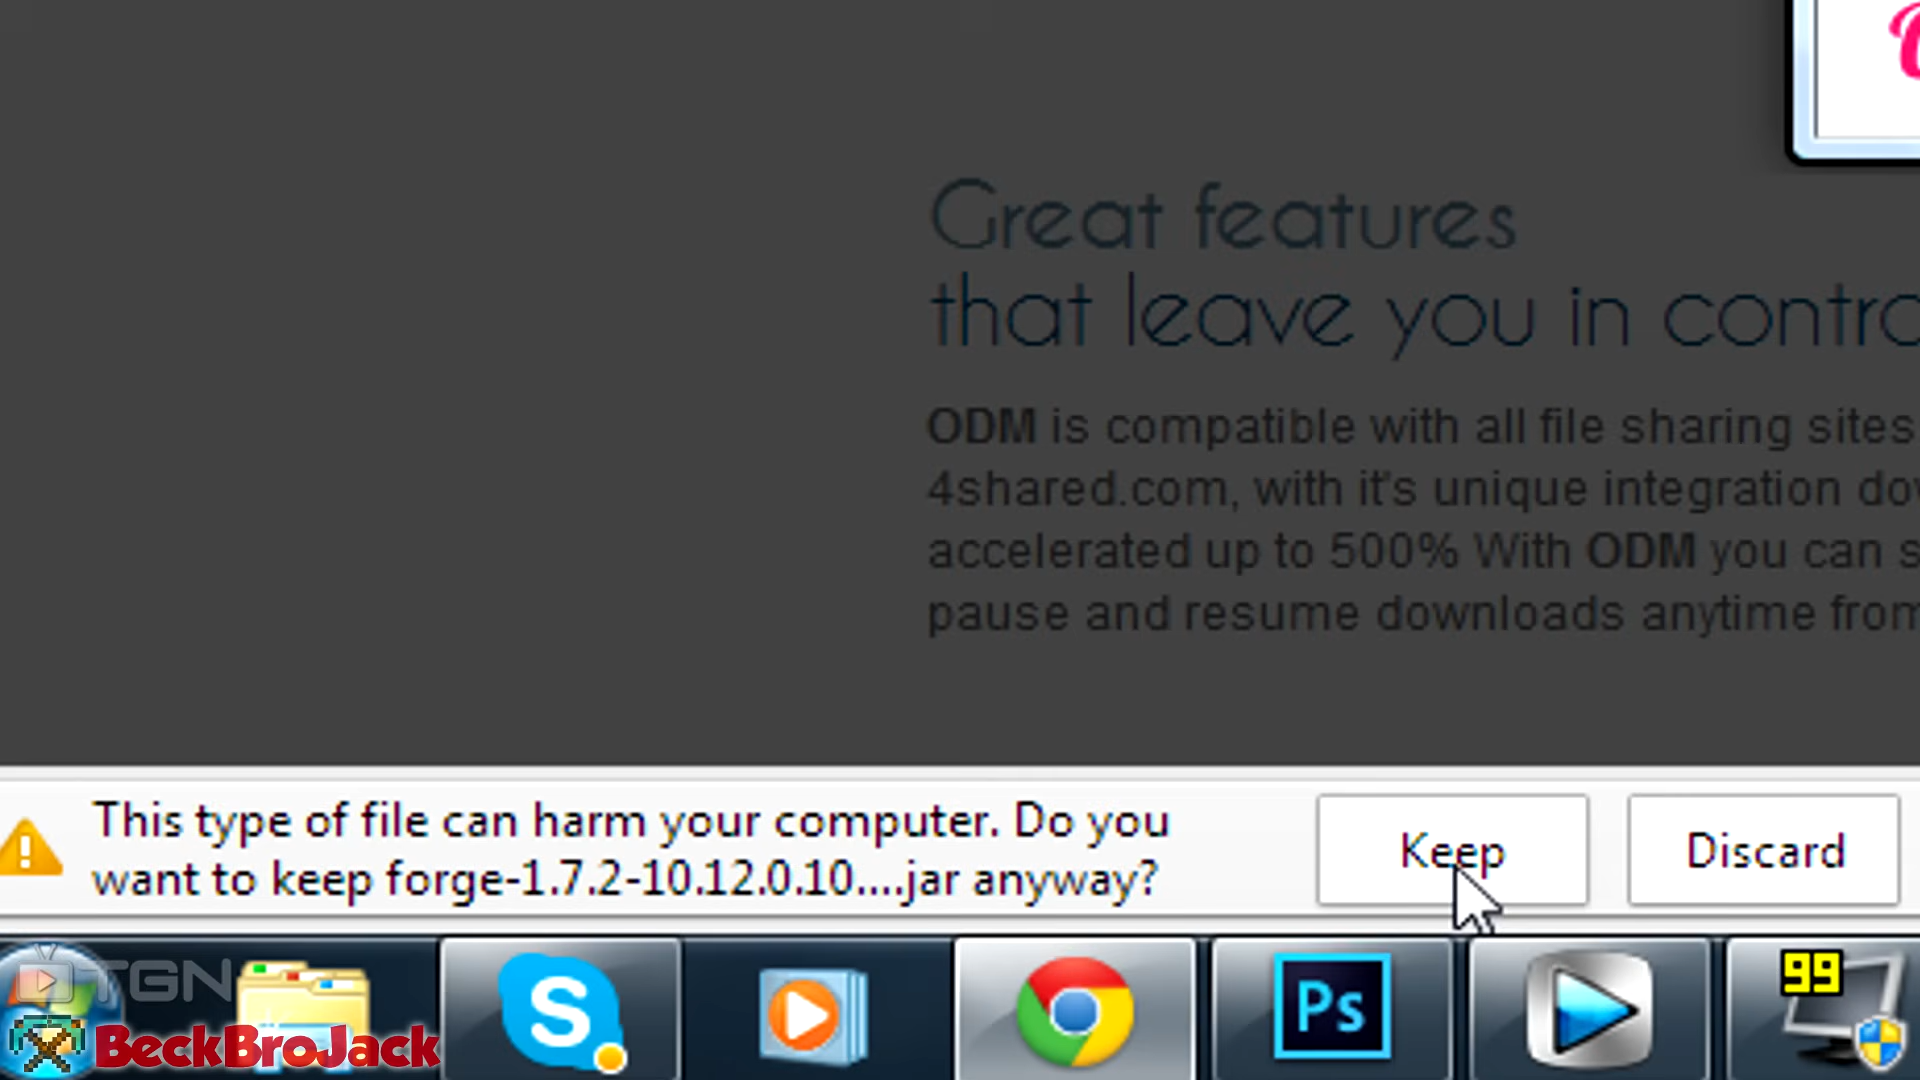 Great features
that leave you in contro
ODM is compatible with all file sharing sites
4shared.com, with it's unique integration dov
accelerated up to 500% With ODM you can s
pause and resume downloads anytime from
This type of file can harm your computer. Do you
want to keep forge-1.7.2-10.12.0.10....jar anyway?
Keep
Discard
TGN
BeckBroJack
S
Ps
99